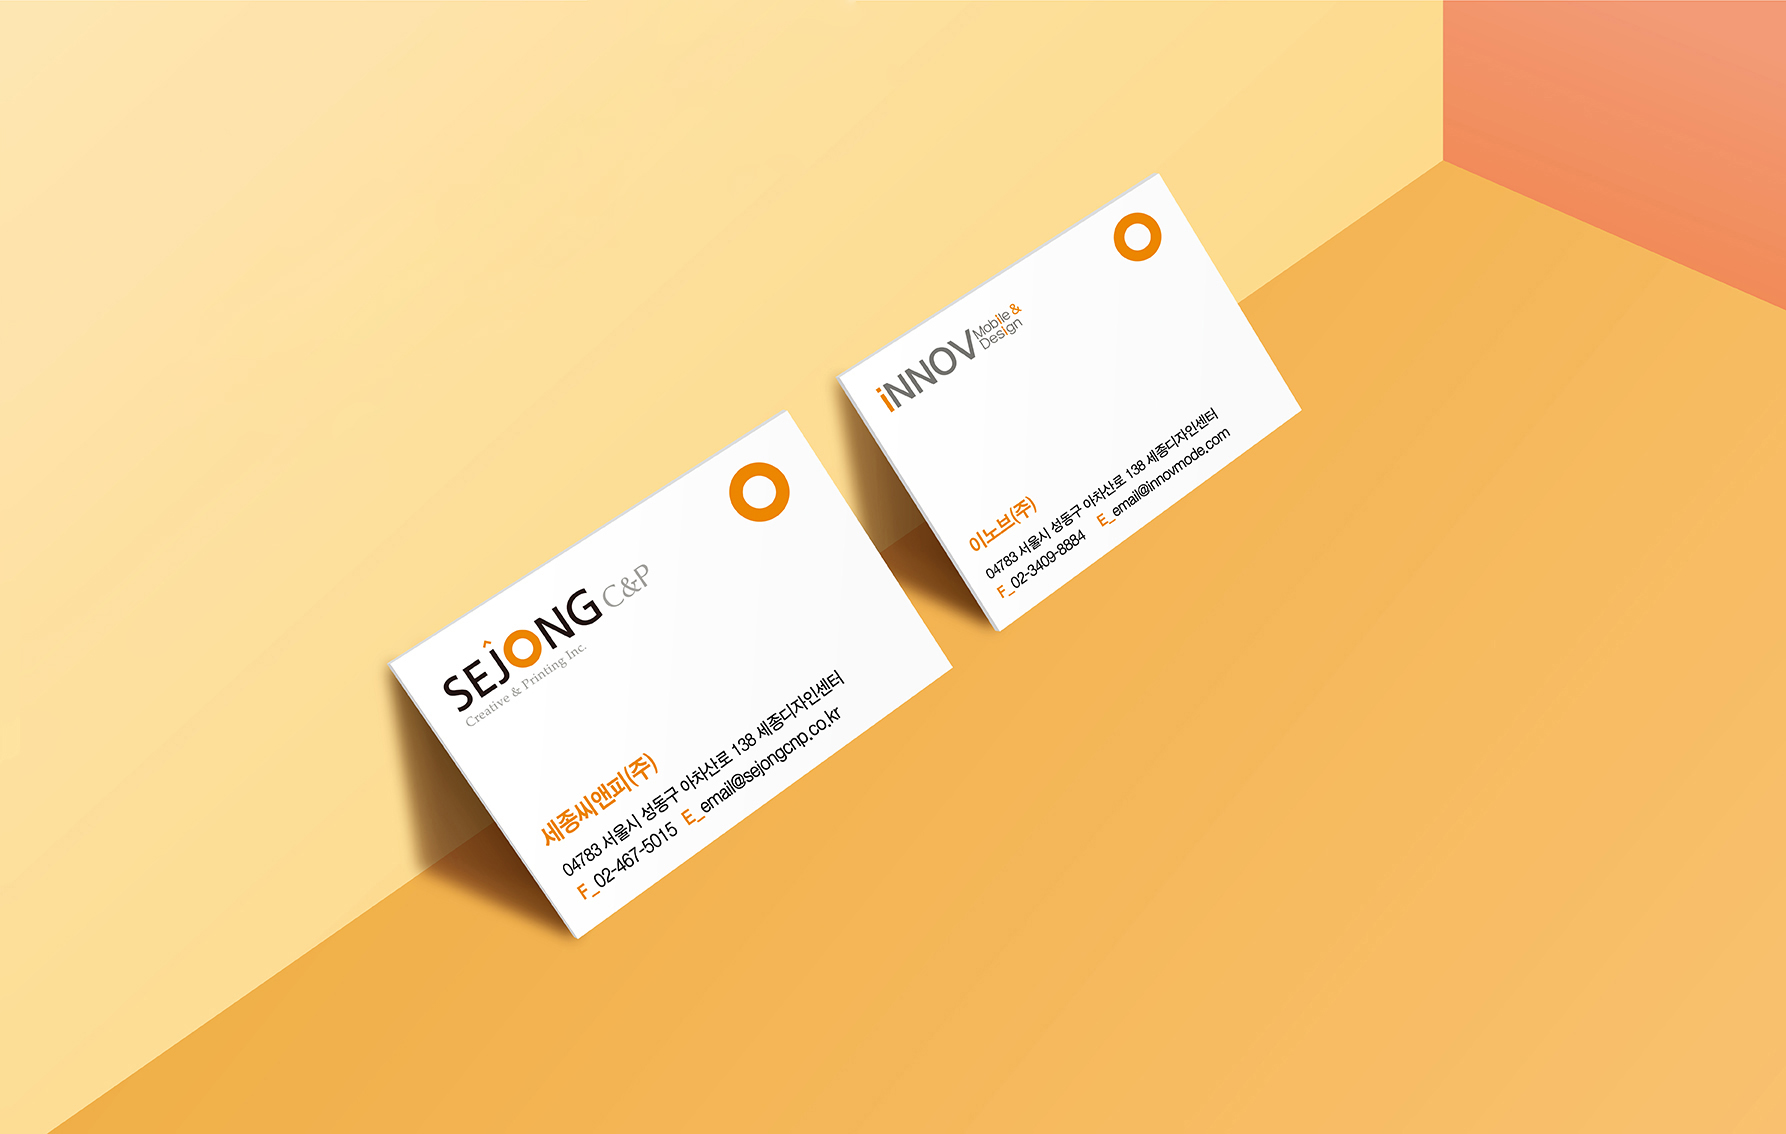 SEJONG C&P
Creative & Printing Inc.
세종씨앤피(주)
04783 서울시 성동구 아차산로 138 세종디자인센터
F_02-467-5015 E_email@sejongcnp.co.kr
iNNOV Mobile &
Design
이노브(주)
04783 서울시 성동구 아차산로 138 세종디자인센터
F_02-3409-8884 E_email@innovmode.com